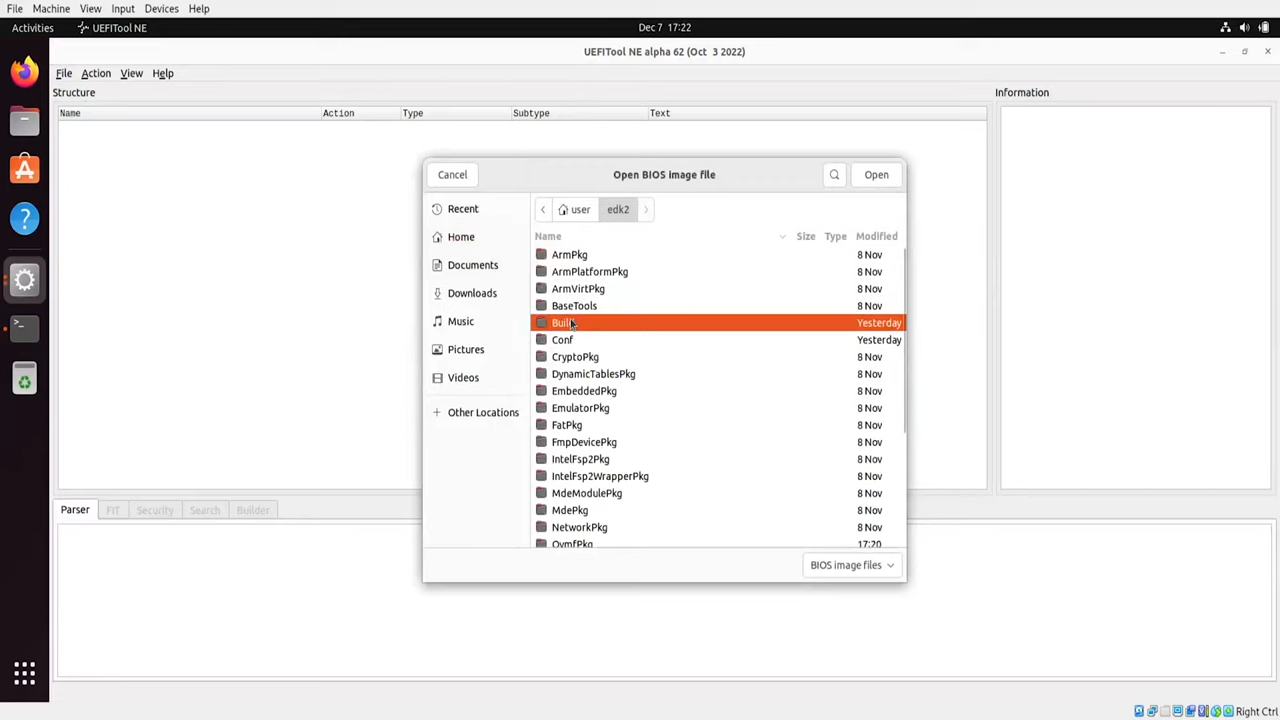 File Machine View Input Devices Help
Activities UEFITool NE Dec 7 17:22
UEFITool NE alpha 62 (Oct 3 2022)
File Action View Help
Structure Information
Name Action Type Subtype Text
Cancel Open BIOS image file Open
Recent
Home
Documents
Downloads
Music
Pictures
Videos
Other Locations
user edk2
Name Size Type Modified
ArmPkg 8 Nov
ArmPlatformPkg 8 Nov
ArmVirtPkg 8 Nov
BaseTools 8 Nov
Build Yesterday
Conf Yesterday
CryptoPkg 8 Nov
DynamicTablesPkg 8 Nov
EmbeddedPkg 8 Nov
EmulatorPkg 8 Nov
FatPkg 8 Nov
FmpDevicePkg 8 Nov
IntelFsp2Pkg 8 Nov
IntelFsp2WrapperPkg 8 Nov
MdeModulePkg 8 Nov
MdePkg 8 Nov
NetworkPkg 8 Nov
OvmfPkg 17:20
BIOS image files
Parser FIT Security Search Builder
Right Ctrl